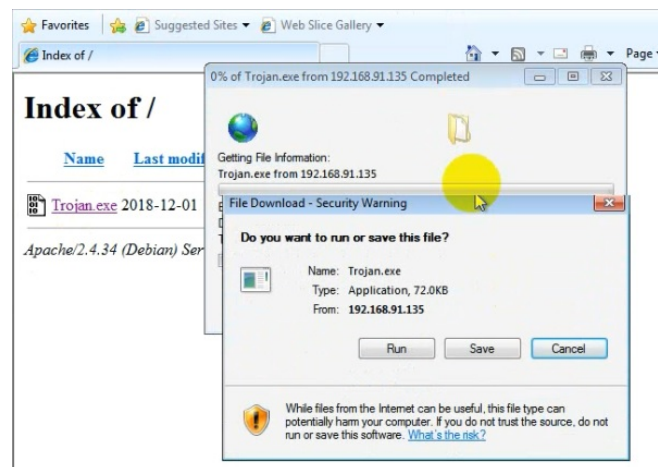 Favorites Suggested Sites Web Slice Gallery
Index of / Page
0% of Trojan.exe from 192.168.91.135 Completed
Index of /
Name Last modif
Getting File Information:
Trojan.exe from 192.168.91.135
Trojan.exe 2018-12-01
File Download - Security Warning
Apache/2.4.34 (Debian) Ser
Do you want to run or save this file?
Name: Trojan.exe
Type: Application, 72.0KB
From: 192.168.91.135
Run Save Cancel
While files from the Internet can be useful, this file type can
potentially harm your computer. If you do not trust the source, do not
run or save this software. What's the risk?